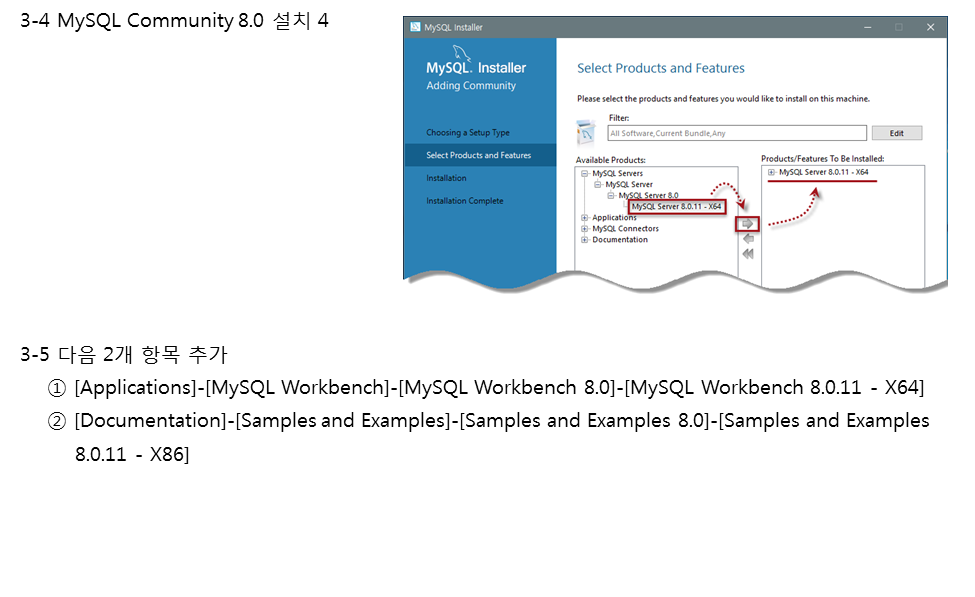 3-4 MySQL Community 8.0 설치 4
MySQL Installer
MySQL. Installer
Adding Community
Choosing a Setup Type
Select Products and Features
Installation
Installation Complete
Select Products and Features
Please select the products and features you would like to install on this machine.
Filter:
All Software,Current Bundle,Any
Edit
Available Products:
MySQL Servers
MySQL Server
MySQL Server 8.0
MySQL Server 8.0.11 - X64
Applications
MySQL Connectors
Documentation
Products/Features To Be Installed:
MySQL Server 8.0.11 - X64
3-5 다음 2개 항목 추가
① [Applications]-[MySQL Workbench]-[MySQL Workbench 8.0]-[MySQL Workbench 8.0.11 - X64]
② [Documentation]-[Samples and Examples]-[Samples and Examples 8.0]-[Samples and Examples
8.0.11 - X86]